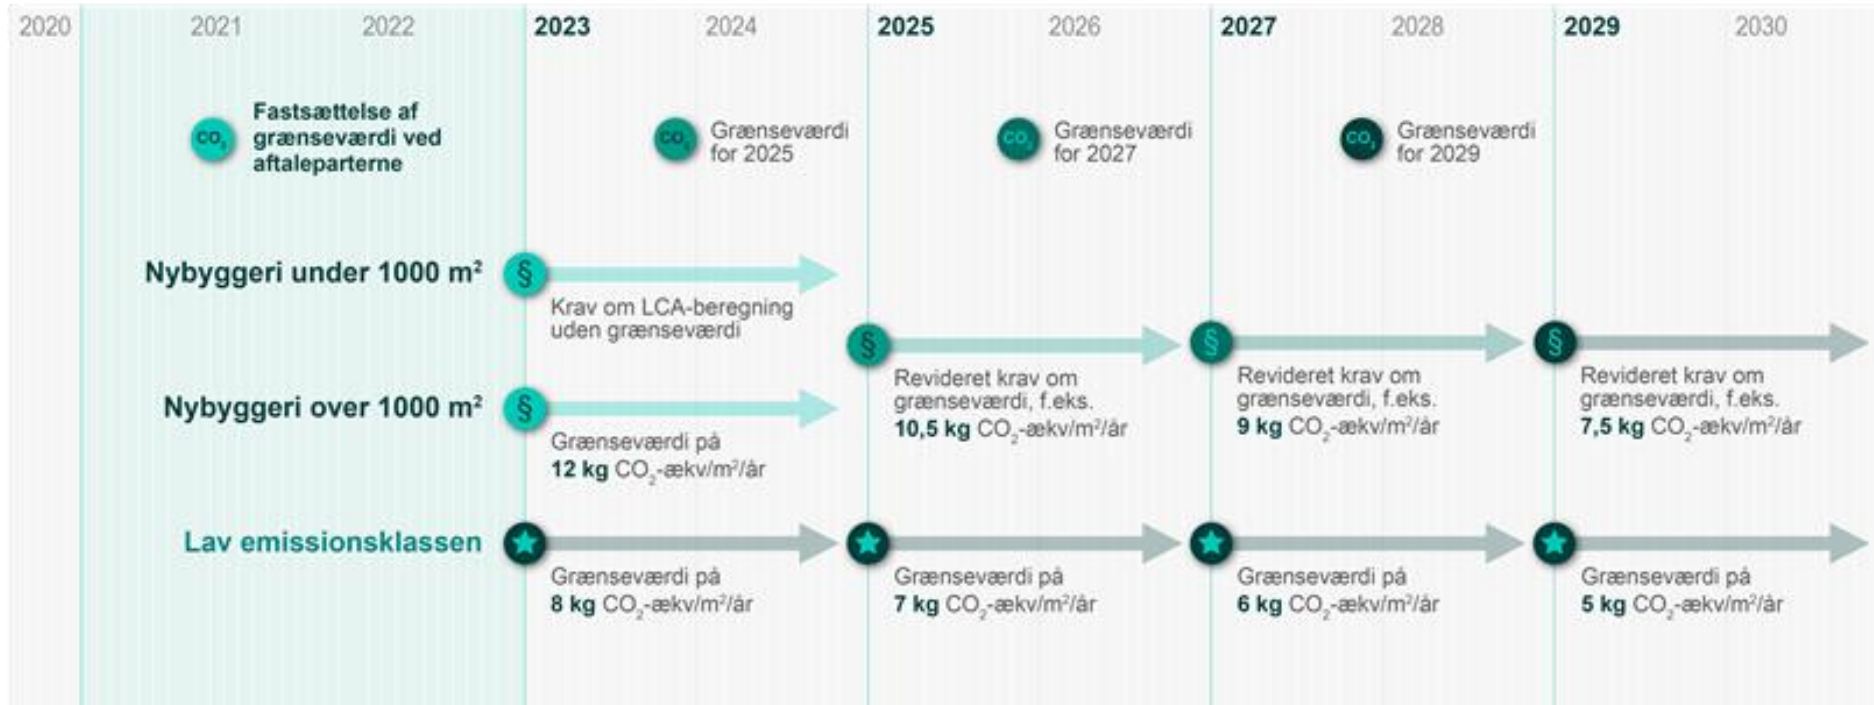 2020 2021 2022 2023 2024 2025 2026 2027 2028 2029 2030
CO₂
Fastsættelse af
grænseværdi ved
aftaleparterne
CO₂
Grænseværdi
for 2025
CO₂
Grænseværdi
for 2027
CO₂
Grænseværdi
for 2029
Nybyggeri under 1000 m²
§
Krav om LCA-beregning
uden grænseværdi
Nybyggeri over 1000 m²
§
Grænseværdi på
12 kg CO₂-ækv/m²/år
§
Revideret krav om
grænseværdi, f.eks.
10,5 kg CO₂-ækv/m²/år
§
Revideret krav om
grænseværdi, f.eks.
9 kg CO₂-ækv/m²/år
§
Revideret krav om
grænseværdi, f.eks.
7,5 kg CO₂-ækv/m²/år
Lav emissionsklassen
Grænseværdi på
8 kg CO₂-ækv/m²/år
Grænseværdi på
7 kg CO₂-ækv/m²/år
Grænseværdi på
6 kg CO₂-ækv/m²/år
Grænseværdi på
5 kg CO₂-ækv/m²/år